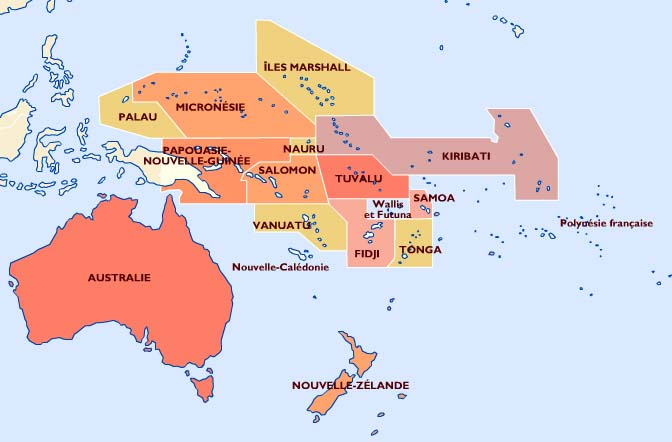 ÎLES MARSHALL
MICRONÉSIE
PALAU
PAPOUASIE-
NOUVELLE-GUINÉE
NAURU
KIRIBATI
SALOMON
TUVALU
SAMOA
Wallis
et Futuna
VANUATU
Polynésie française
FIDJI
TONGA
Nouvelle-Calédonie
AUSTRALIE
NOUVELLE-ZÉLANDE